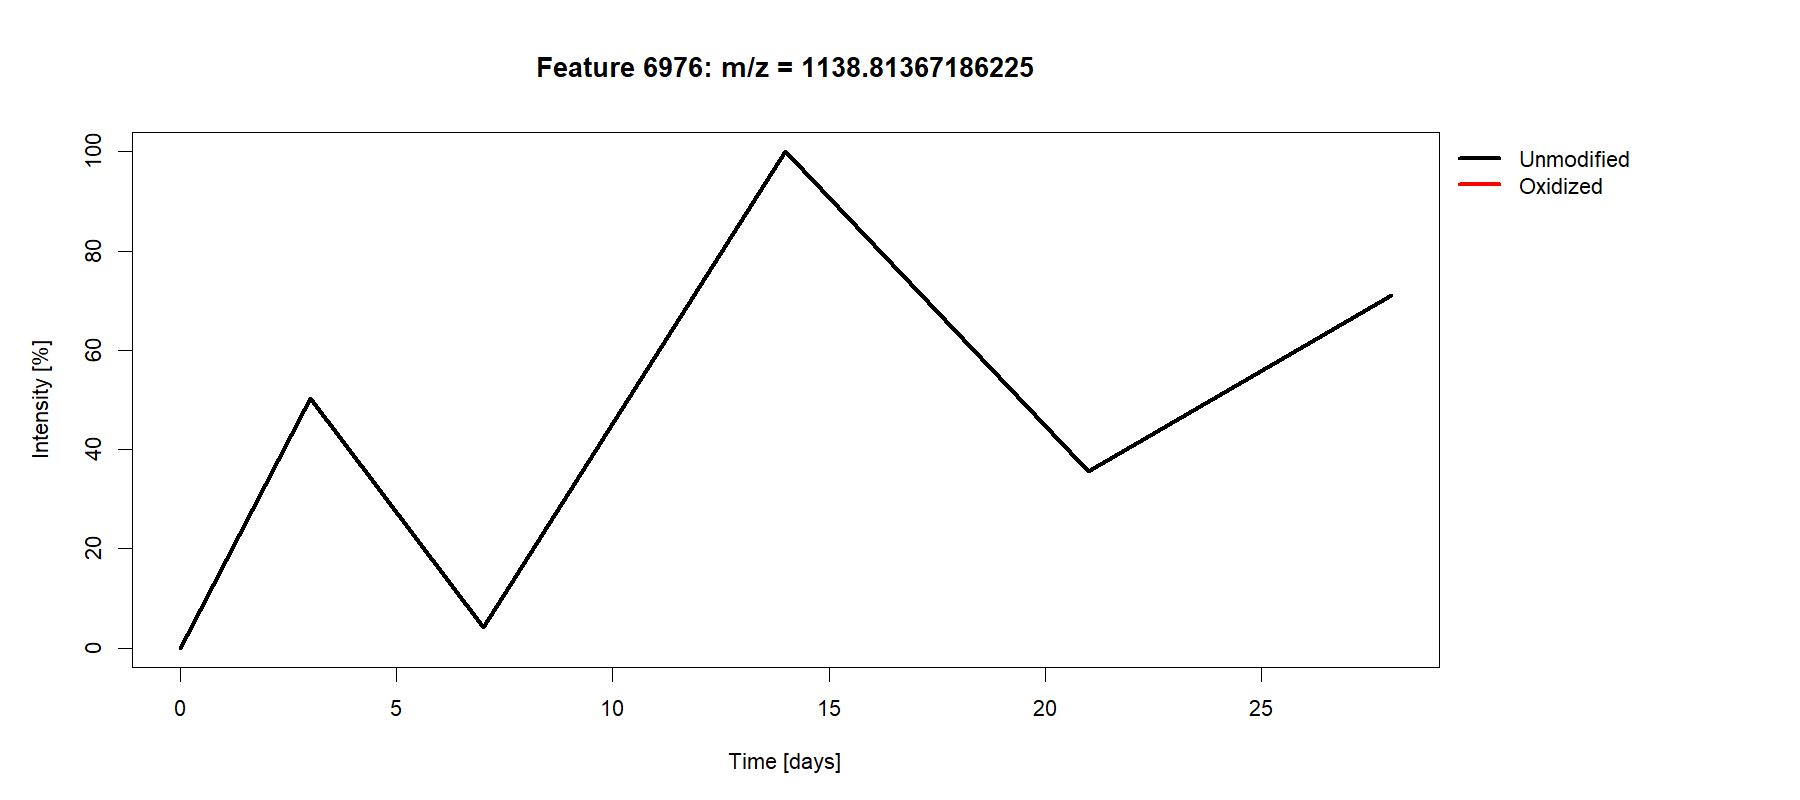 Feature 6976: m/z = 1138.81367186225
Unmodified
Oxidized
Intensity [%]
100
80
60
40
20
0
0 5 10 15 20 25
Time [days]